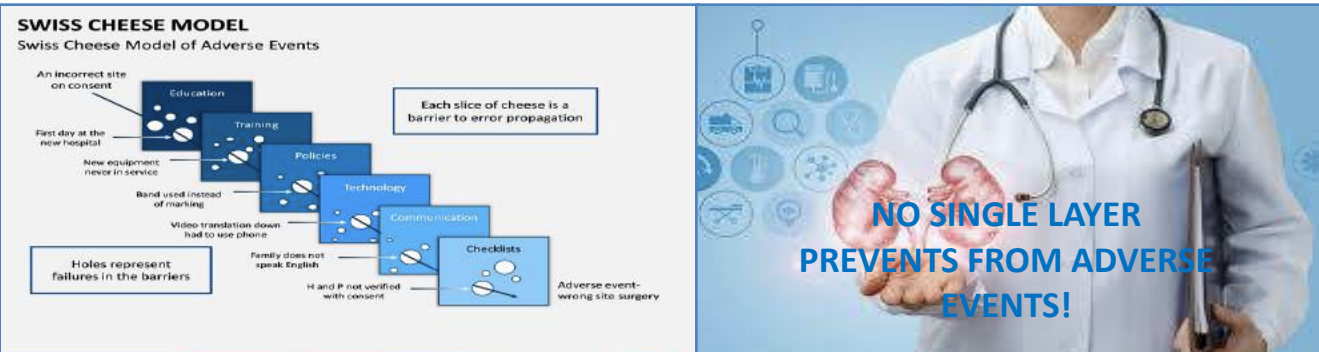 SWISS CHEESE MODEL
Swiss Cheese Model of Adverse Events
An incorrect site
on consent
Education
First day at the
new hospital
Training
New equipment
never in service
Policies
Band used instead
of marking
Technology
Video translation down
had to use phone
Communication
Family does not
speak English
Checklists
H and P not verified
with consent
Adverse event-
wrong site surgery
Each slice of cheese is a
barrier to error propagation
Holes represent
failures in the barriers
NO SINGLE LAYER
PREVENTS FROM ADVERSE
EVENTS!